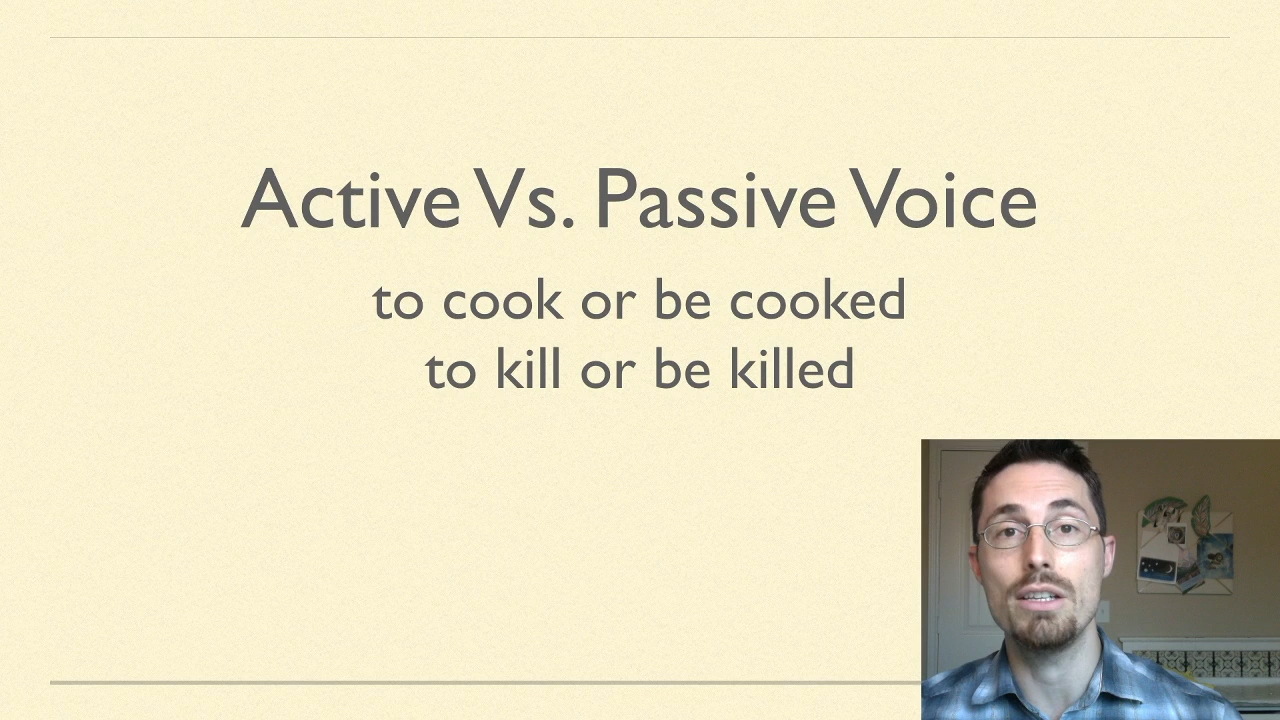 Active Vs. Passive Voice
to cook or be cooked
to kill or be killed